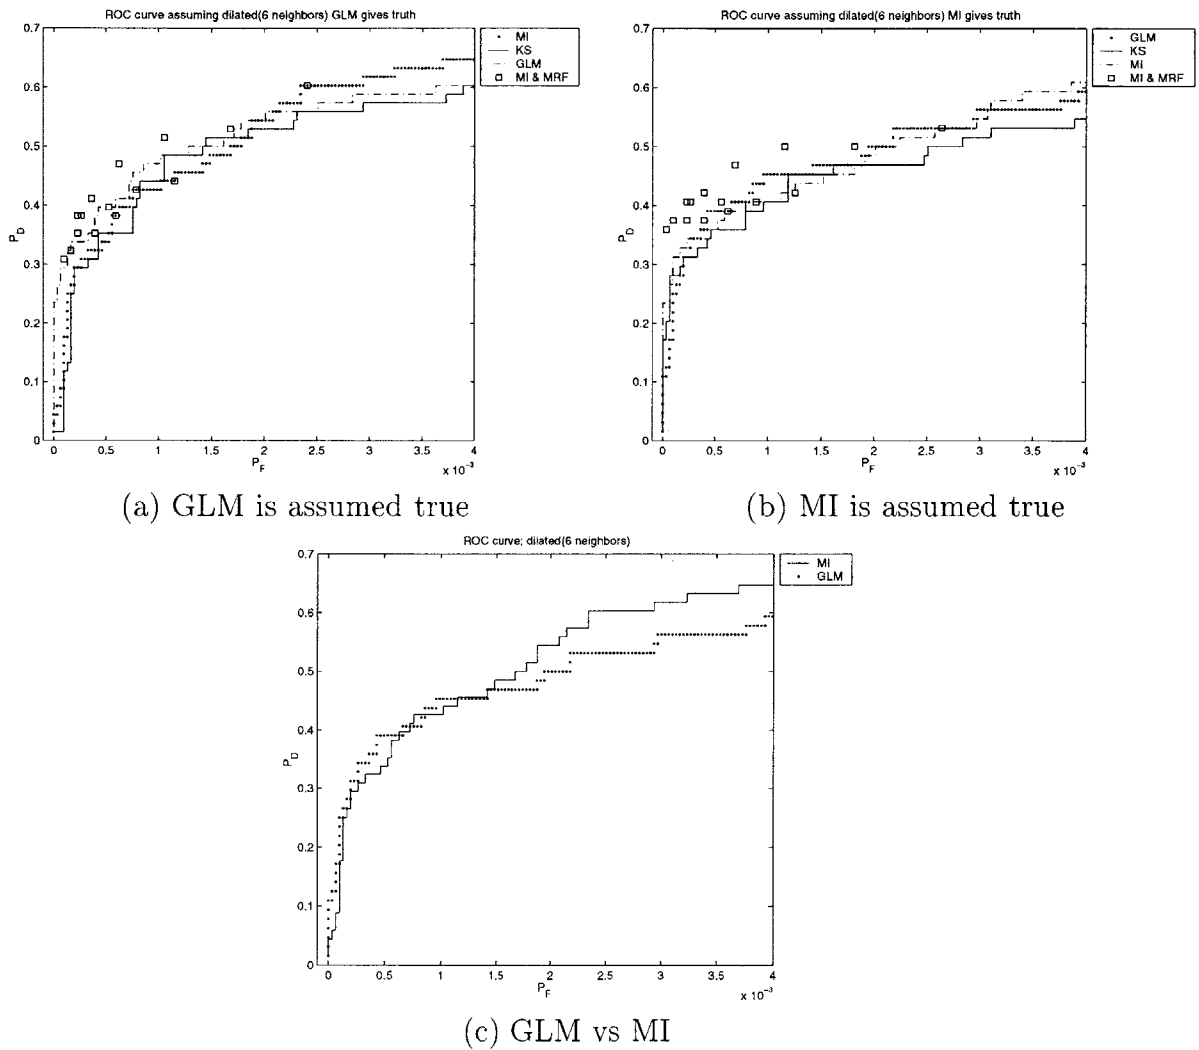 ROC curve assuming dilated(6 neighbors) GLM gives truth
0.7
0.6
0.5
0.4
0.3
0.2
0.1
0
P_D
0 0.5 1 1.5 2 2.5 3 3.5 4
P_F
x 10^-3
MI
KS
GLM
MI & MRF
(a) GLM is assumed true
ROC curve assuming dilated(6 neighbors) MI gives truth
0.7
0.6
0.5
0.4
0.3
0.2
0.1
0
P_D
0 0.5 1 1.5 2 2.5 3 3.5 4
P_F
x 10^-3
GLM
KS
MI
MI & MRF
(b) MI is assumed true
ROC curve; dilated(6 neighbors)
0.7
0.6
0.5
0.4
0.3
0.2
0.1
0
P_D
0 0.5 1 1.5 2 2.5 3 3.5 4
P_F
x 10^-3
MI
GLM
(c) GLM vs MI